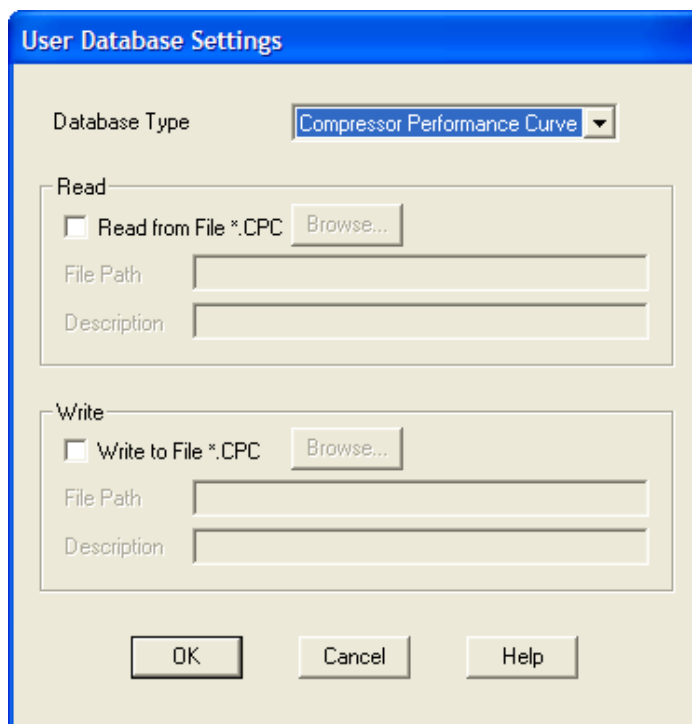 User Database Settings
Database Type Compressor Performance Curve
Read
Read from File *.CPC Browse...
File Path
Description
Write
Write to File *.CPC Browse...
File Path
Description
OK Cancel Help